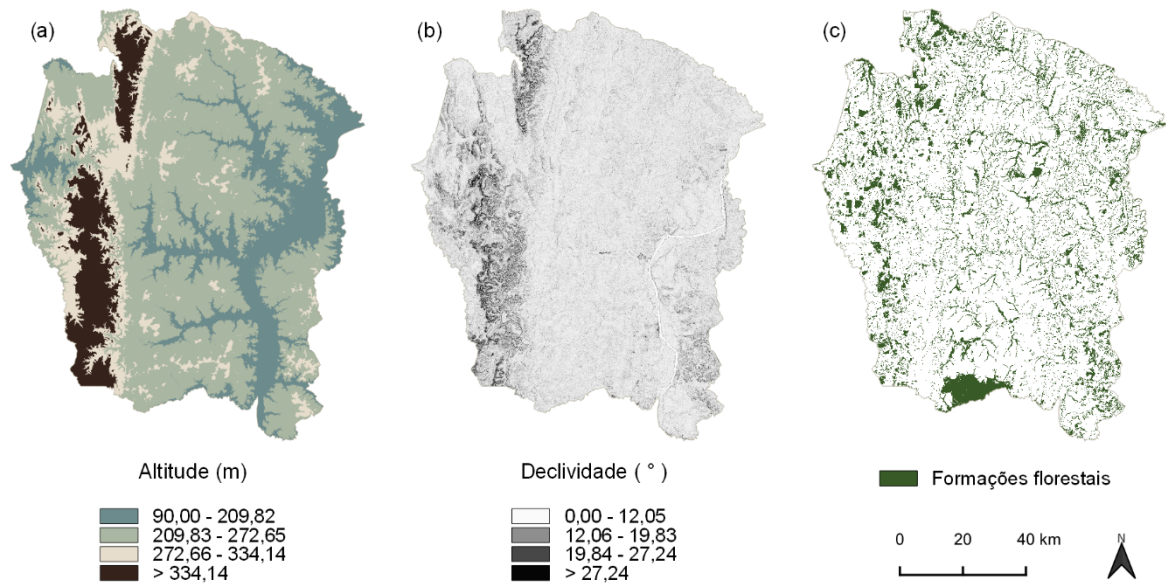 (a)
(b)
(c)
Altitude (m)
90,00 - 209,82
209,83 - 272,65
272,66 - 334,14
> 334,14
Declividade ( ° )
0,00 - 12,05
12,06 - 19,83
19,84 - 27,24
> 27,24
Formações florestais
0 20 40 km
N